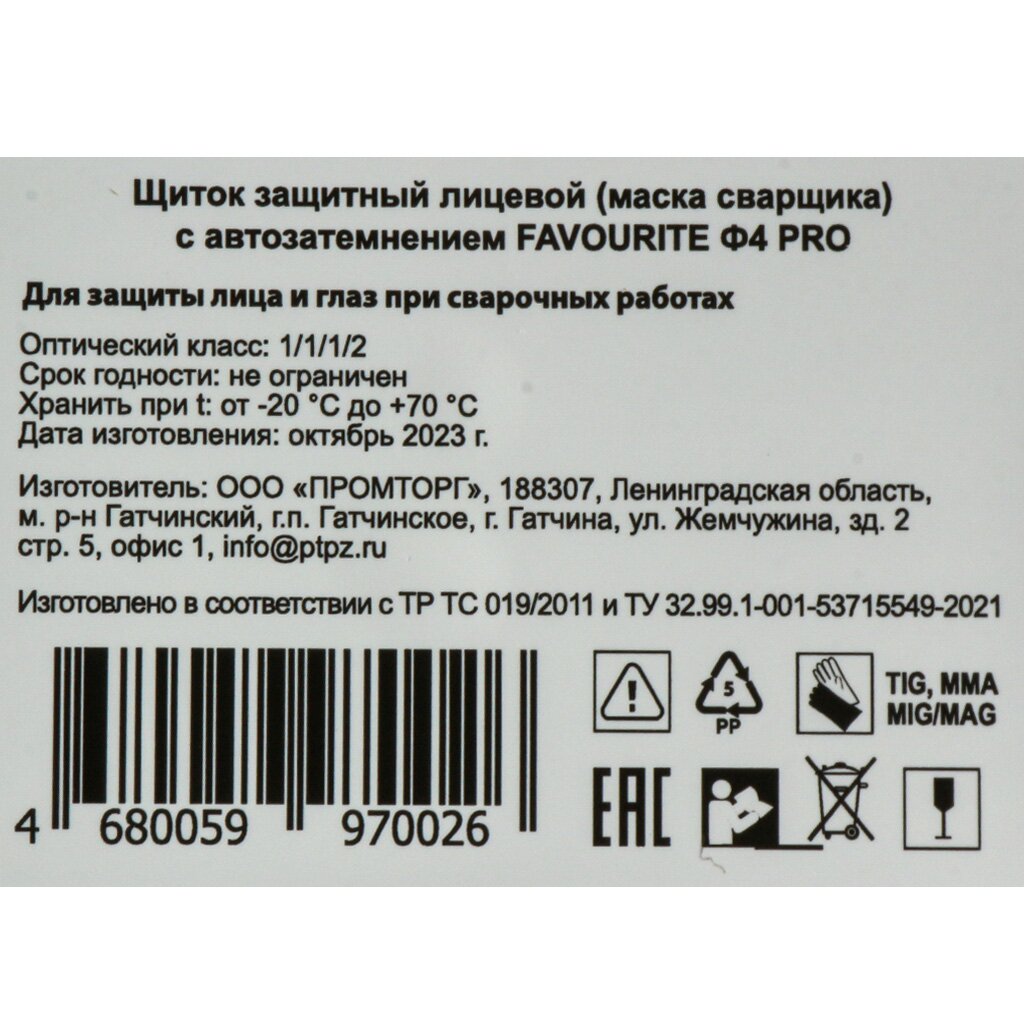 Щиток защитный лицевой (маска сварщика)
с автозатемнением FAVOURITE Ф4 PRO
Для защиты лица и глаз при сварочных работах
Оптический класс: 1/1/1/2
Срок годности: не ограничен
Хранить при t: от -20 °C до +70 °C
Дата изготовления: октябрь 2023 г.
Изготовитель: ООО «ПРОМТОРГ», 188307, Ленинградская область,
м. р-н Гатчинский, г.п. Гатчинское, г. Гатчина, ул. Жемчужина, зд. 2
стр. 5, офис 1, info@ptpz.ru
Изготовлено в соответствии с ТР ТС 019/2011 и ТУ 32.99.1-001-53715549-2021
5
PP
TIG, MMA
MIG/MAG
EAC
4 680059 970026